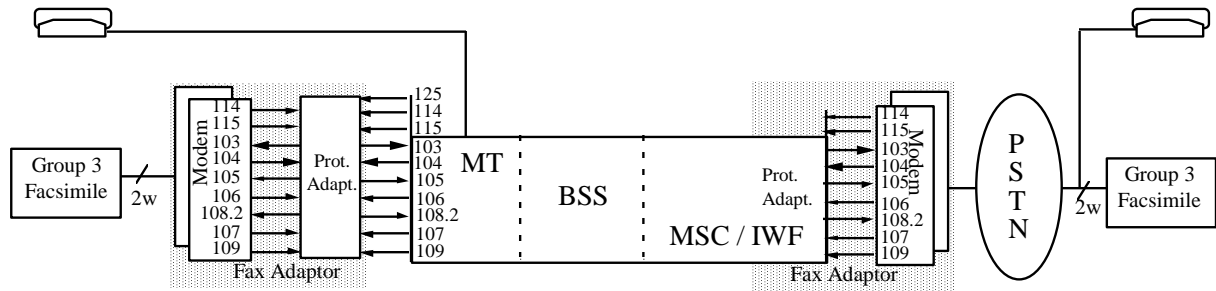 Group 3
Facsimile
2w
Modem
114
115
103
104
105
106
108.2
107
109
Prot.
Adapt.
Fax Adaptor
125
114
115
103
104
105
106
108.2
107
109
MT
BSS
MSC / IWF
Prot.
Adapt.
114
115
103
104
105
106
108.2
107
109
Modem
Fax Adaptor
PSTN
2w
Group 3
Facsimile